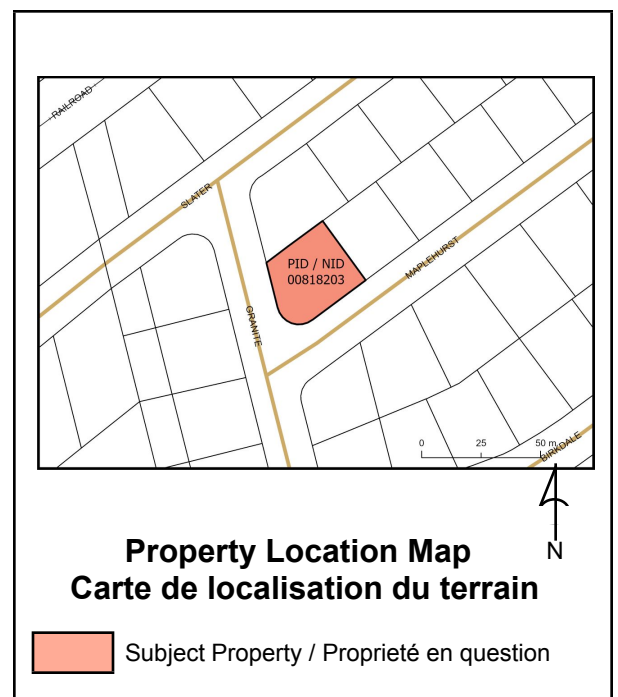 RAILROAD
SLATER
PID / NID
00818203
MAPLEHURST
GRANITE
0 25 50 m
BIRKDALE
N
Property Location Map
Carte de localisation du terrain
Subject Property / Proprieté en question